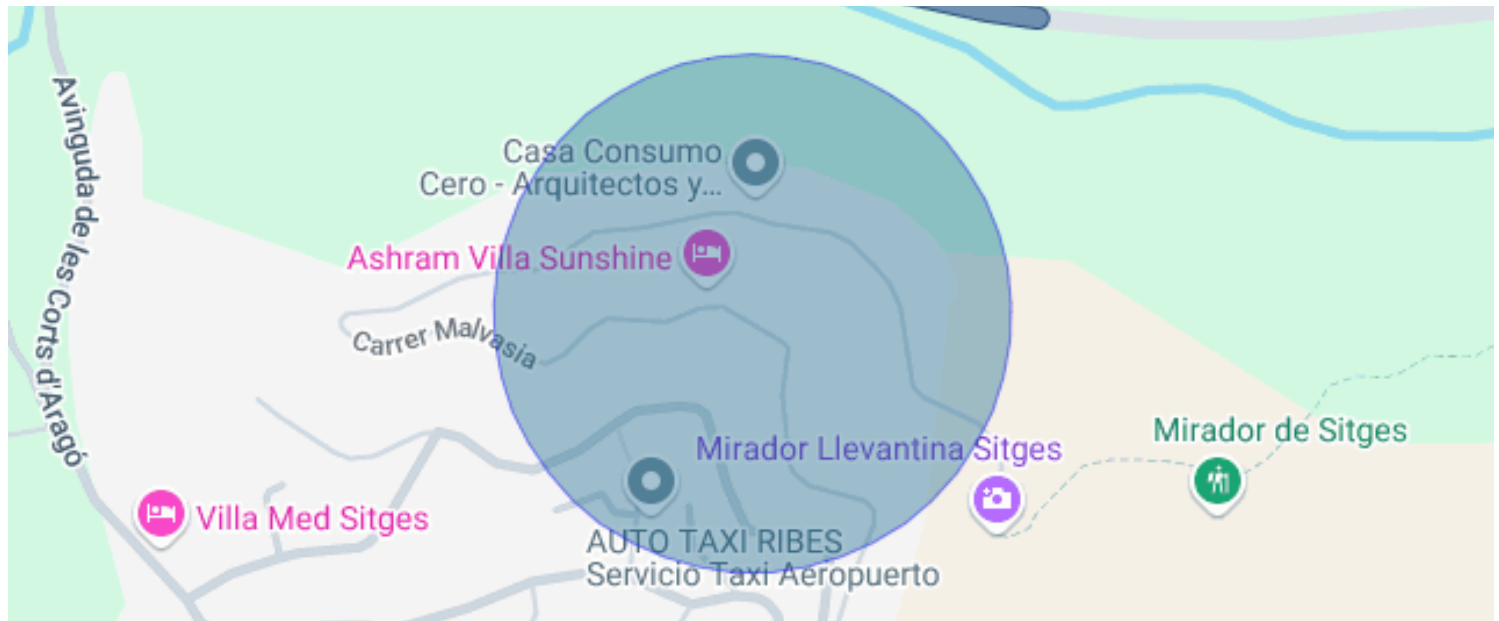 Avinguda de les Corts d'Aragó
Casa Consumo
Cero - Arquitectos y...
Ashram Villa Sunshine
Carrer Malvasia
Mirador Llevantina Sitges
Mirador de Sitges
Villa Med Sitges
AUTO TAXI RIBES
Servicio Taxi Aeropuerto